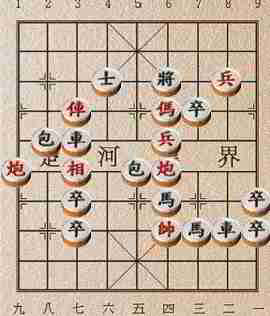 1 2 3 4 5 6 7 8 9
士 將 兵
俥 傌 卒
包 車 兵
楚 河 界
炮 相 包 炮
卒 馬 卒
卒 帥 馬 車 卒
九 八 七 六 五 四 三 二 一